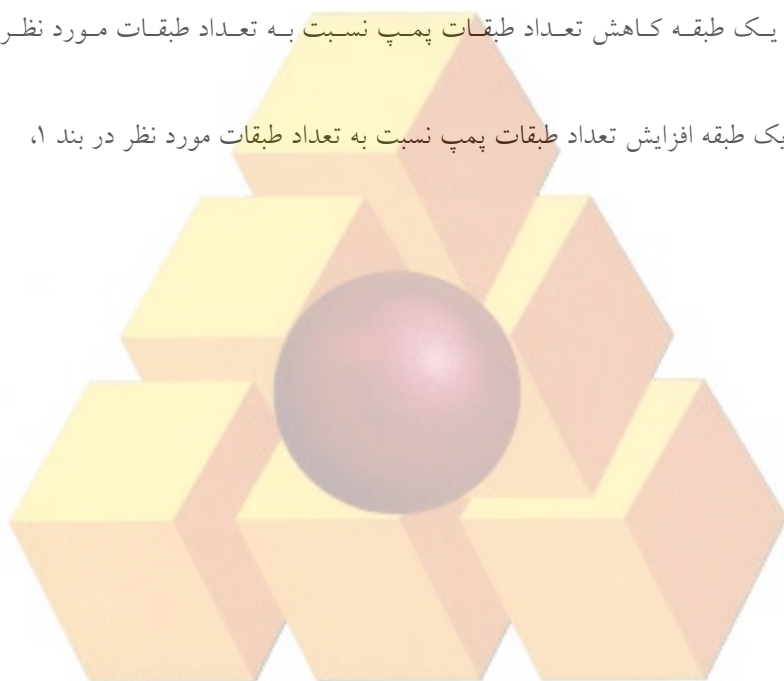 یک طبقه کاهش تعداد طبقات پمپ نسبت به تعداد طبقات مورد نظر
یک طبقه افزایش تعداد طبقات پمپ نسبت به تعداد طبقات مورد نظر در بند ۱،